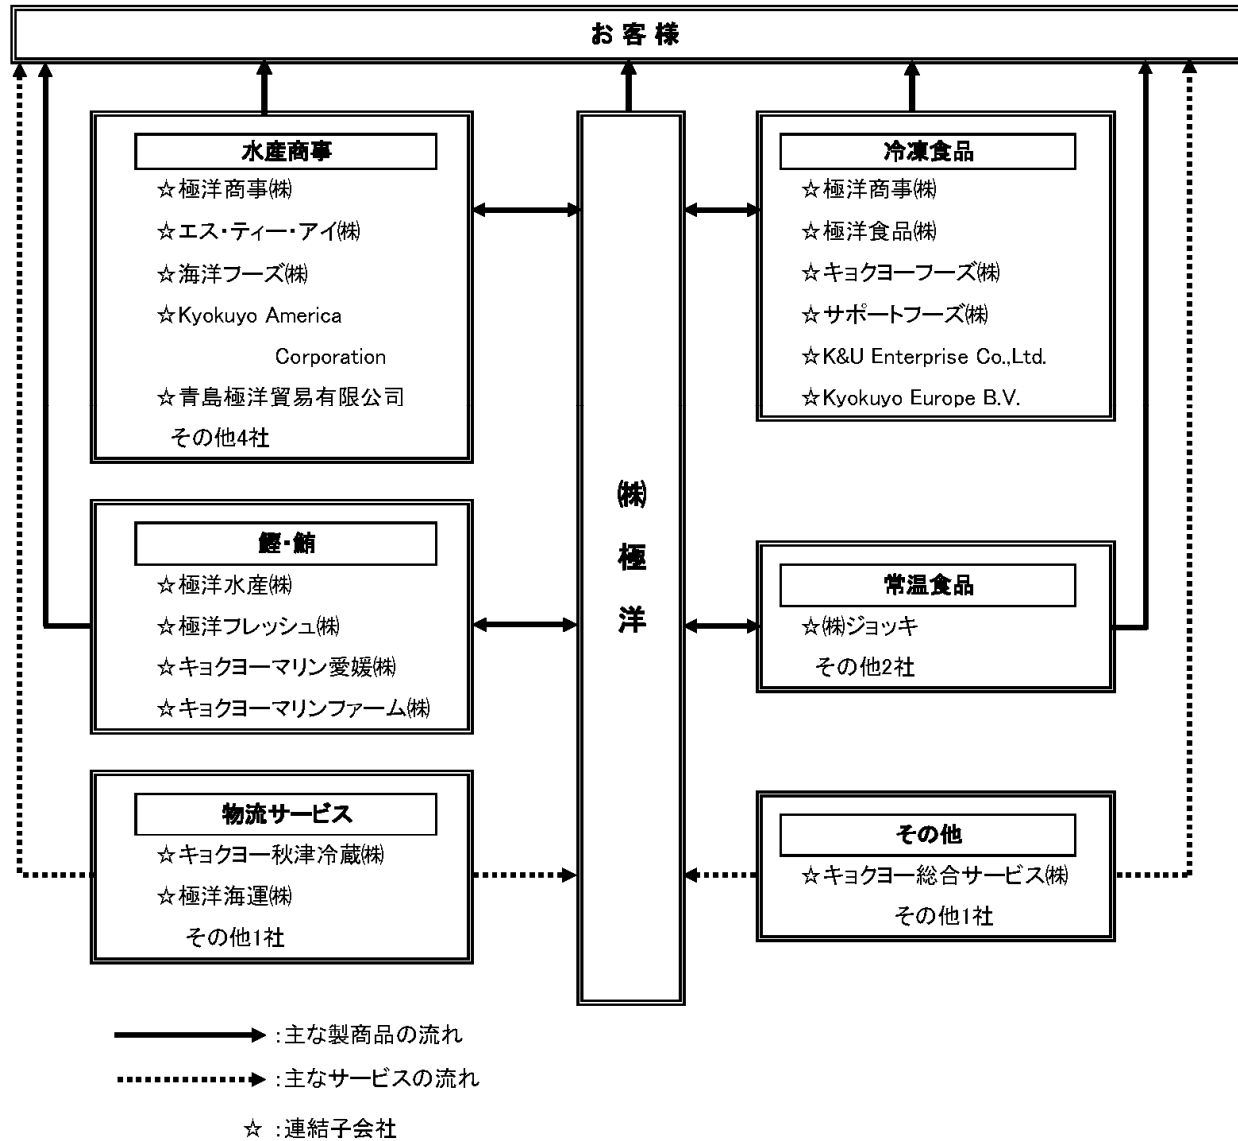 お客様
水産商事
☆極洋商事㈱
☆エス・ティー・アイ㈱
☆海洋フーズ㈱
☆Kyokuyo America
Corporation
☆青島極洋貿易有限公司
その他4社
鰹・鮪
☆極洋水産㈱
☆極洋フレッシュ㈱
☆キョクヨーマリン愛媛㈱
☆キョクヨーマリンファーム㈱
物流サービス
☆キョクヨー秋津冷蔵㈱
☆極洋海運㈱
その他1社
㈱極洋
冷凍食品
☆極洋商事㈱
☆極洋食品㈱
☆キョクヨーフーズ㈱
☆サポートフーズ㈱
☆K&U Enterprise Co.,Ltd.
☆Kyokuyo Europe B.V.
常温食品
☆㈱ジョッキ
その他2社
その他
☆キョクヨー総合サービス㈱
その他1社
:主な製商品の流れ
:主なサービスの流れ
☆ :連結子会社